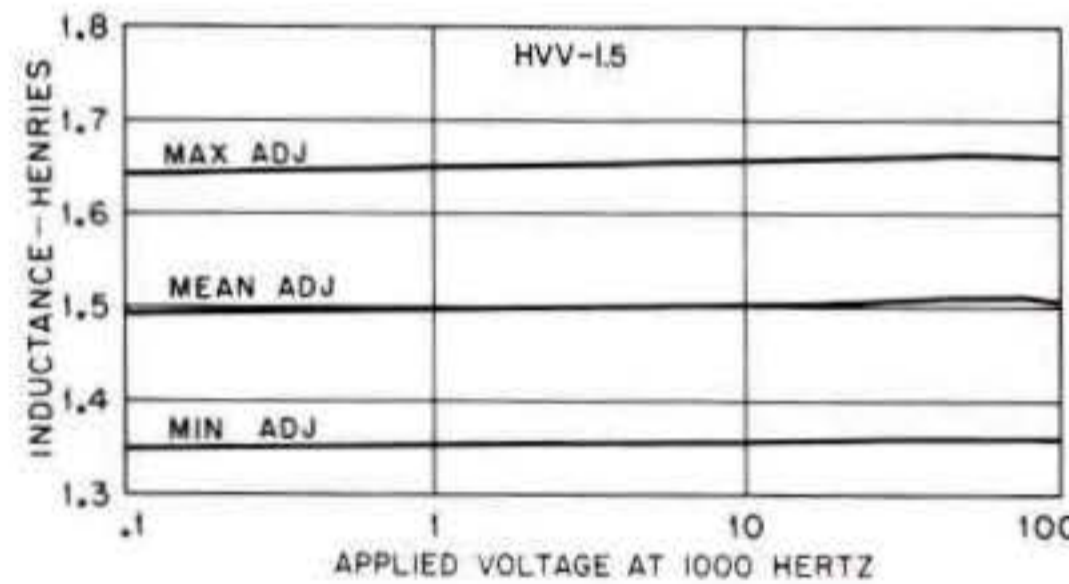 INDUCTANCE—HENRIES
1.8
1.7
1.6
1.5
1.4
1.3
HVV-1.5
MAX ADJ
MEAN ADJ
MIN ADJ
.1 1 10 100
APPLIED VOLTAGE AT 1000 HERTZ